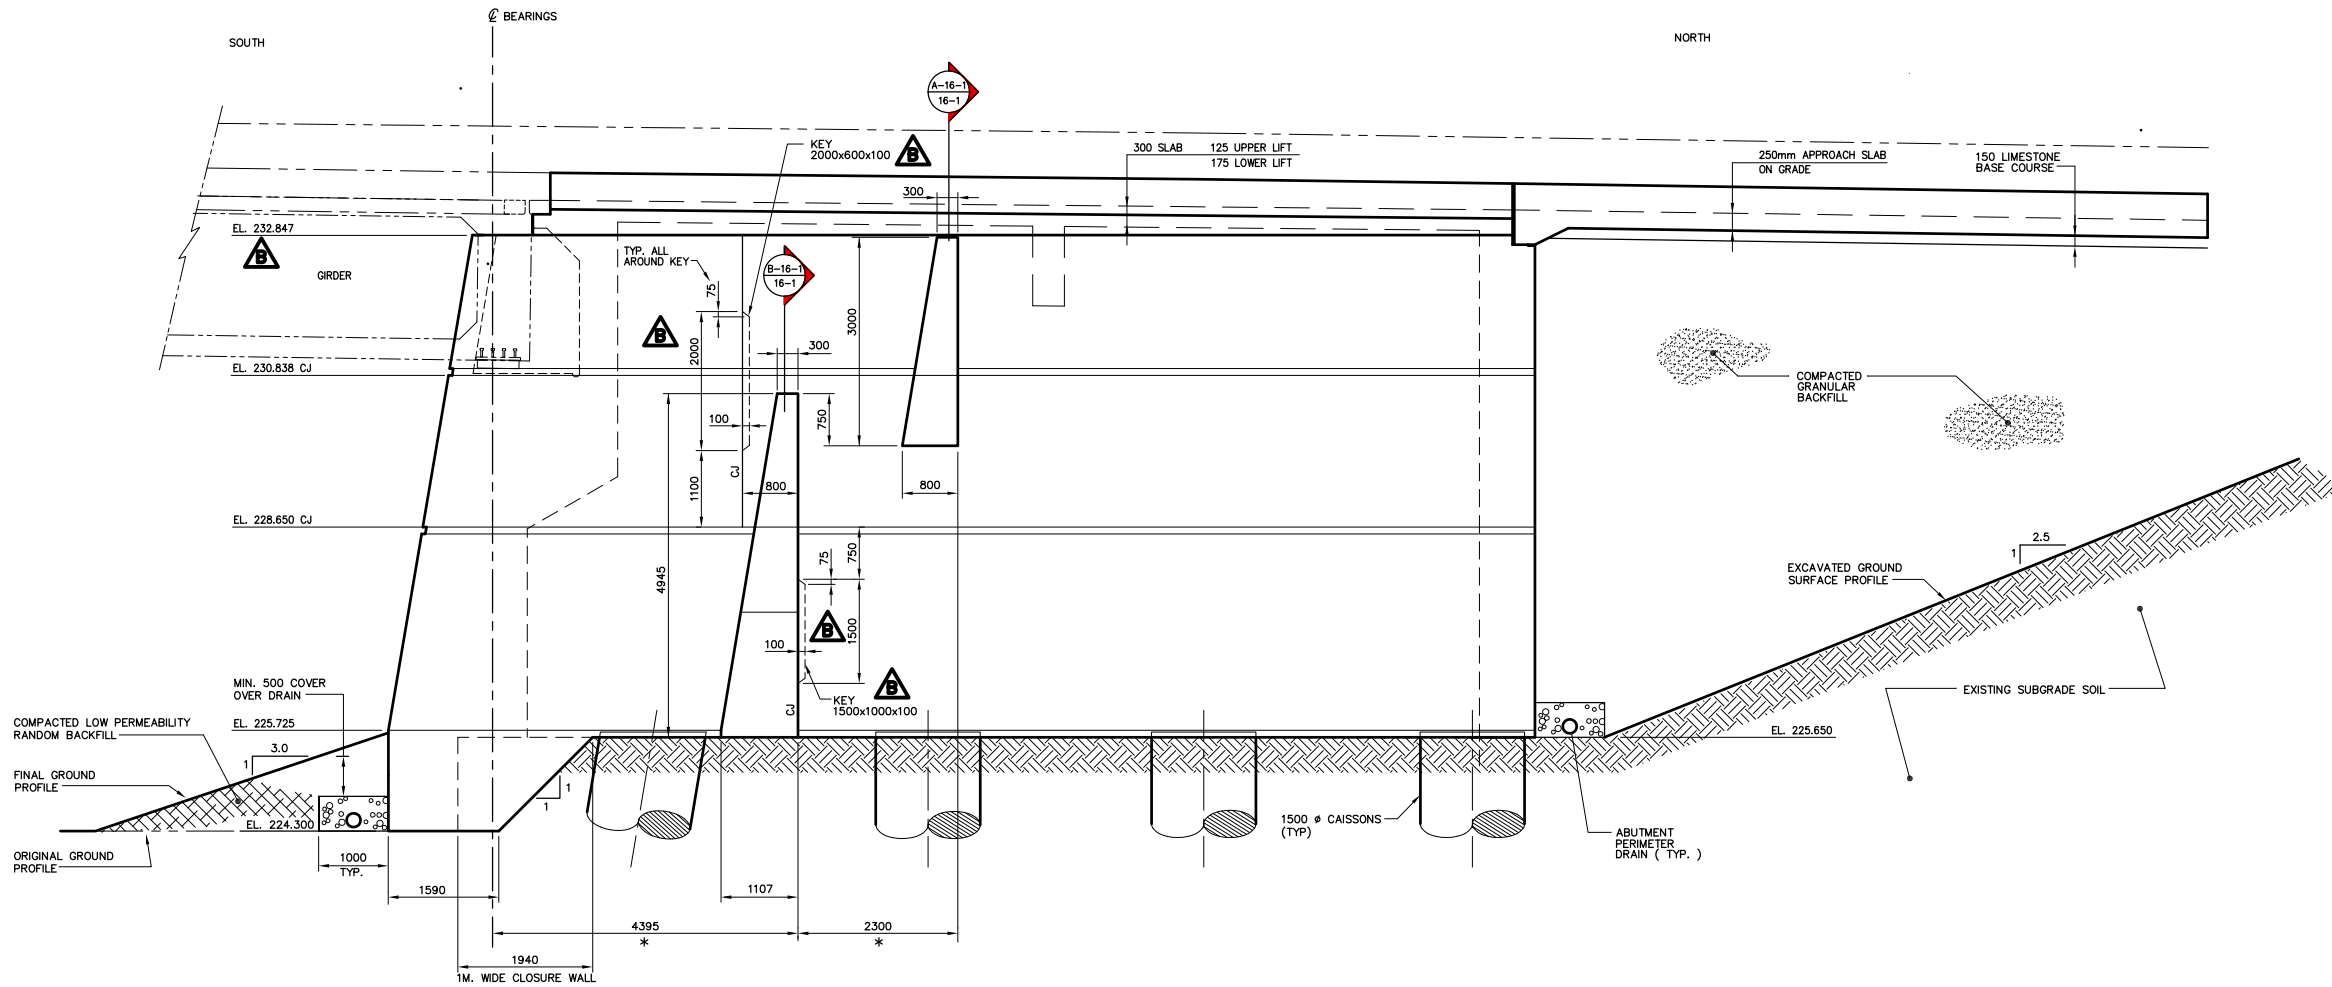 ℄ BEARINGS
SOUTH
NORTH
A-16-1
16-1
KEY
2000x600x100
B
300 SLAB 125 UPPER LIFT
175 LOWER LIFT
250mm APPROACH SLAB
ON GRADE
150 LIMESTONE
BASE COURSE
300
EL. 232.847
B
GIRDER
TYP. ALL
AROUND KEY
B-16-1
16-1
75
B
2000
300
3000
EL. 230.838 CJ
COMPACTED
GRANULAR
BACKFILL
100
750
CJ
1100
800
800
EL. 228.650 CJ
4945
75
750
1
2.5
EXCAVATED GROUND
SURFACE PROFILE
B
1500
100
B
KEY
1500x1000x100
CJ
MIN. 500 COVER
OVER DRAIN
EXISTING SUBGRADE SOIL
COMPACTED LOW PERMEABILITY
RANDOM BACKFILL
EL. 225.725
EL. 225.650
3.0
1
FINAL GROUND
PROFILE
1
1
EL. 224.300
1500 ø CAISSONS
(TYP)
ABUTMENT
PERIMETER
DRAIN ( TYP. )
ORIGINAL GROUND
PROFILE
1000
TYP.
1590
1107
4395
*
2300
*
1940
1M. WIDE CLOSURE WALL